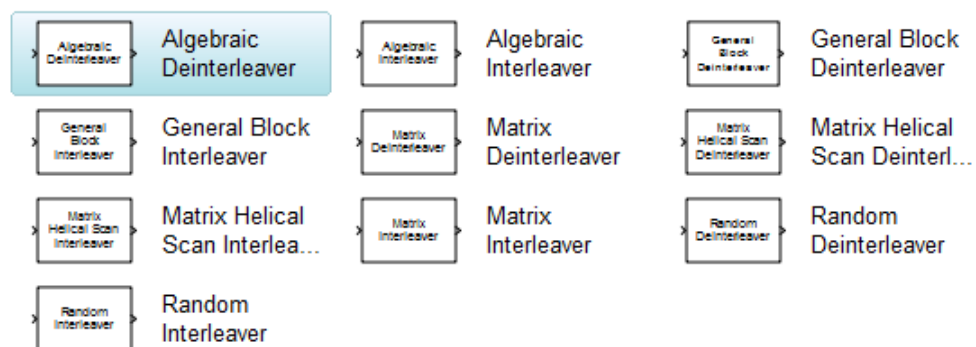 Algebraic
Deinterleaver
Algebraic
Deinterleaver
Algebraic
Interleaver
Algebraic
Interleaver
General
Block
Deinterleaver
General Block
Deinterleaver
General
Block
Interleaver
General Block
Interleaver
Matrix
Deinterleaver
Matrix
Deinterleaver
Matrix
Helical Scan
Deinterleaver
Matrix Helical
Scan Deinterl...
Matrix
Helical Scan
Interleaver
Matrix Helical
Scan Interlea...
Matrix
Interleaver
Matrix
Interleaver
Random
Deinterleaver
Random
Deinterleaver
Random
Interleaver
Random
Interleaver